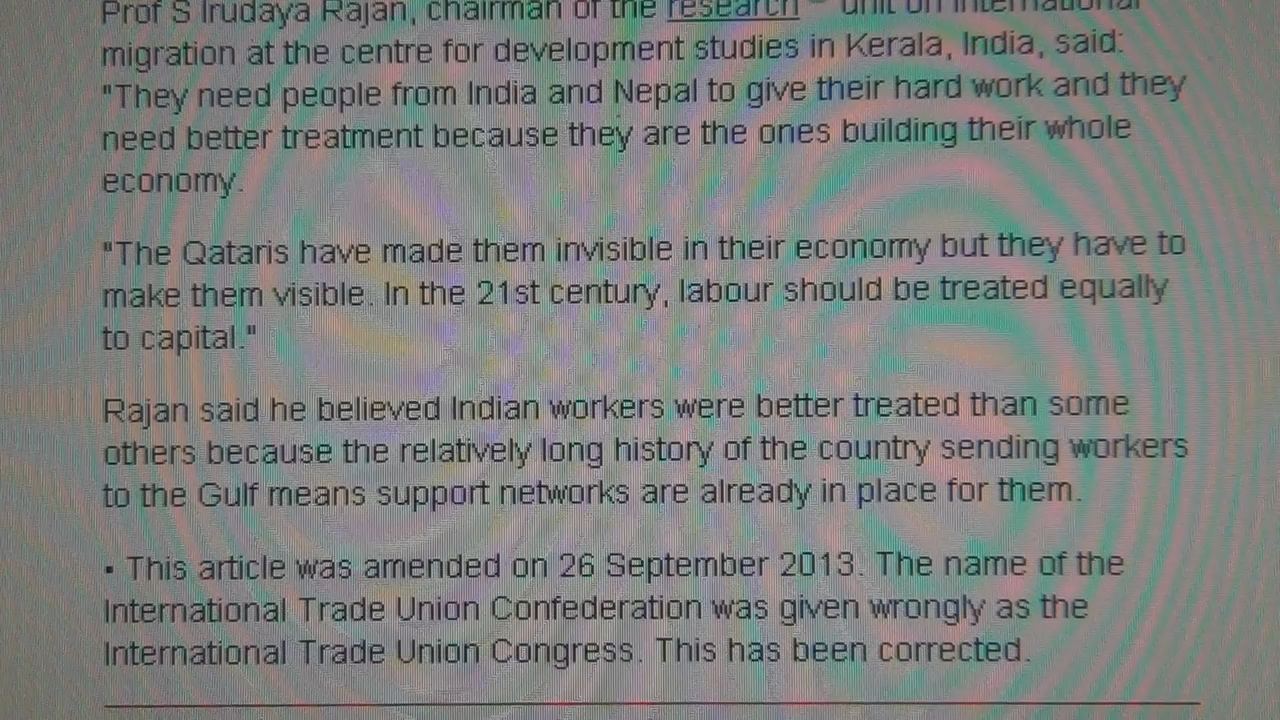 Prof S Irudaya Rajan, chairman of the research unit on international
migration at the centre for development studies in Kerala, India, said:
"They need people from India and Nepal to give their hard work and they
need better treatment because they are the ones building their whole
economy.
"The Qataris have made them invisible in their economy but they have to
make them visible. In the 21st century, labour should be treated equally
to capital."
Rajan said he believed Indian workers were better treated than some
others because the relatively long history of the country sending workers
to the Gulf means support networks are already in place for them.
▪ This article was amended on 26 September 2013. The name of the
International Trade Union Confederation was given wrongly as the
International Trade Union Congress. This has been corrected.